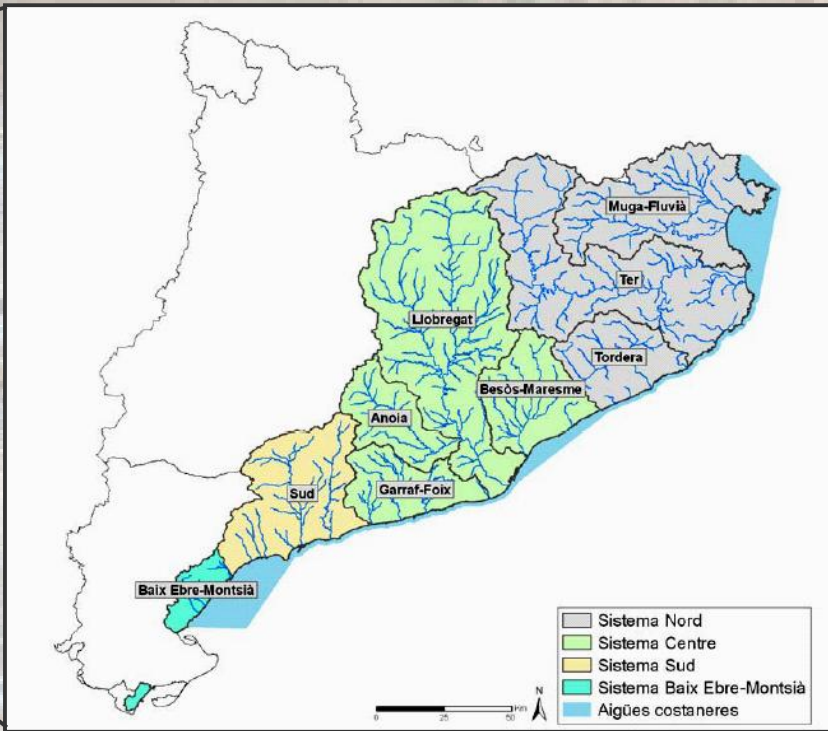 Muga-Fluvià
Ter
Llobregat
Tordera
Besòs-Maresme
Anoia
Garraf-Foix
Sud
Baix Ebre-Montsià
Sistema Nord
Sistema Centre
Sistema Sud
Sistema Baix Ebre-Montsià
Aigües costaneres
N
Km
0 25 50